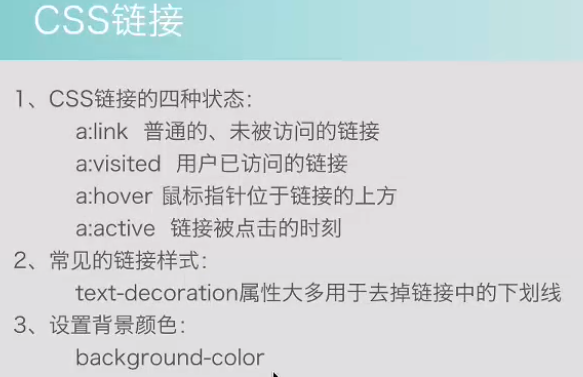 CSS链接
1、CSS链接的四种状态：
a:link 普通的、未被访问的链接
a:visited 用户已访问的链接
a:hover 鼠标指针位于链接的上方
a:active 链接被点击的时刻
2、常见的链接样式：
text-decoration属性大多用于去掉链接中的下划线
3、设置背景颜色：
background-color